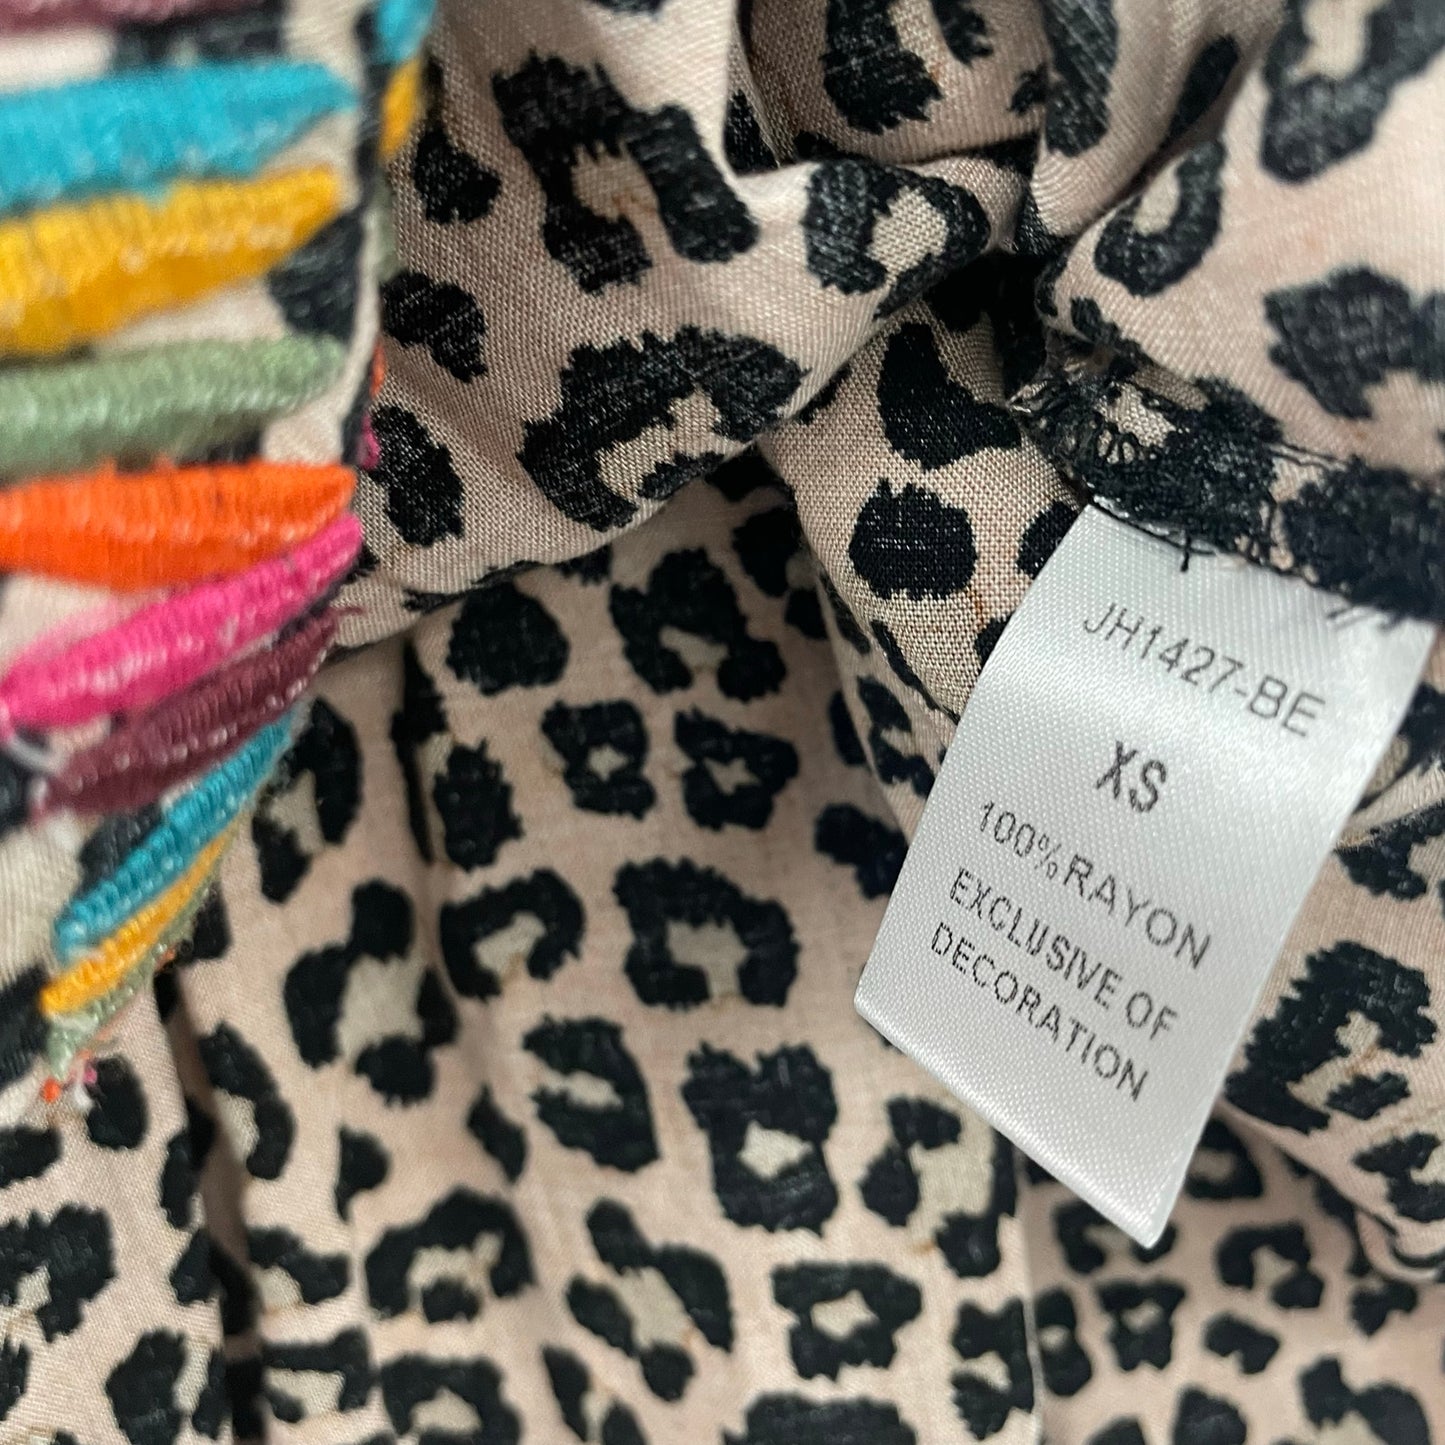 JH1427-BE
XS
100% RAYON
EXCLUSIVE OF
DECORATION